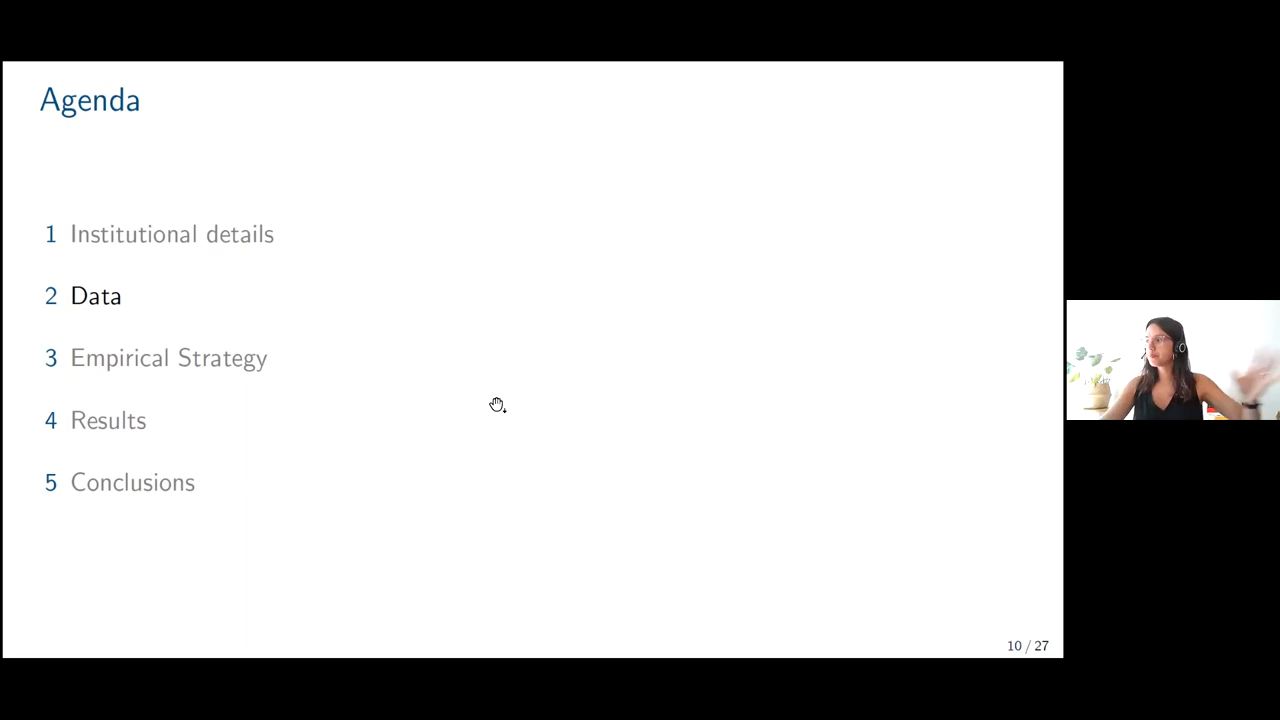 Agenda
1 Institutional details
2 Data
3 Empirical Strategy
4 Results
5 Conclusions
10 / 27